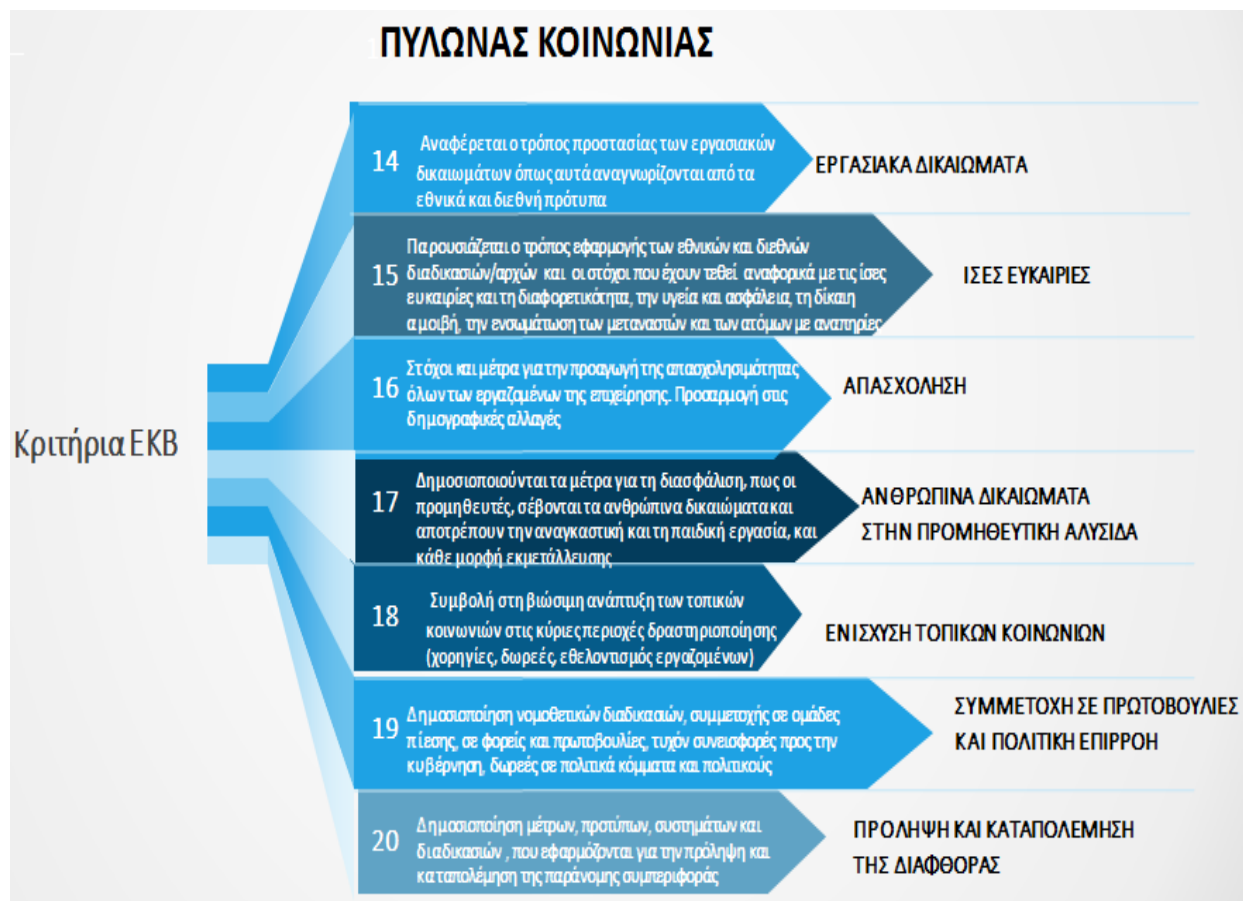 ΠΥΛΩΝΑΣ ΚΟΙΝΩΝΙΑΣ
Κριτήρια ΕΚΒ
14
Αναφέρεται ο τρόπος προστασίας των εργασιακών
δικαιωμάτων όπως αυτά αναγνωρίζονται από τα
εθνικά και διεθνή πρότυπα
ΕΡΓΑΣΙΑΚΑ ΔΙΚΑΙΩΜΑΤΑ
15
Παρουσιάζεται ο τρόπος εφαρμογής των εθνικών και διεθνών
διαδικασιών/αρχών και οι στόχοι που έχουν τεθεί αναφορικά με τις ίσες
ευκαιρίες και τη διαφορετικότητα, την υγεία και ασφάλεια, τη δίκαιη
αμοιβή, την ενσωμάτωση των μεταναστών και των ατόμων με αναπηρίες
ΙΣΕΣ ΕΥΚΑΙΡΙΕΣ
16
Στόχοι και μέτρα για την προαγωγή της απασχολησιμότητας
όλων των εργαζομένων της επιχείρησης. Προσαρμογή στις
δημογραφικές αλλαγές
ΑΠΑΣΧΟΛΗΣΗ
17
Δημοσιοποιούνται τα μέτρα για τη διασφάλιση, πως οι
προμηθευτές, σέβονται τα ανθρώπινα δικαιώματα και
αποτρέπουν την αναγκαστική και τη παιδική εργασία, και
κάθε μορφή εκμετάλλευσης
ΑΝΘΡΩΠΙΝΑ ΔΙΚΑΙΩΜΑΤΑ
ΣΤΗΝ ΠΡΟΜΗΘΕΥΤΙΚΗ ΑΛΥΣΙΔΑ
18
Συμβολή στη βιώσιμη ανάπτυξη των τοπικών
κοινωνιών στις κύριες περιοχές δραστηριοποίησης
(χορηγίες, δωρεές, εθελοντισμός εργαζομένων)
ΕΝΙΣΧΥΣΗ ΤΟΠΙΚΩΝ ΚΟΙΝΩΝΙΩΝ
19
Δημοσιοποίηση νομοθετικών διαδικασιών, συμμετοχής σε ομάδες
πίεσης, σε φορείς και πρωτοβουλίες, τυχόν συνεισφορές προς την
κυβέρνηση, δωρεές σε πολιτικά κόμματα και πολιτικούς
ΣΥΜΜΕΤΟΧΗ ΣΕ ΠΡΩΤΟΒΟΥΛΙΕΣ
ΚΑΙ ΠΟΛΙΤΙΚΗ ΕΠΙΡΡΟΗ
20
Δημοσιοποίηση μέτρων, προτύπων, συστημάτων και
διαδικασιών , που εφαρμόζονται για την πρόληψη και
καταπολέμηση της παράνομης συμπεριφοράς
ΠΡΟΛΗΨΗ ΚΑΙ ΚΑΤΑΠΟΛΕΜΗΣΗ
ΤΗΣ ΔΙΑΦΘΟΡΑΣ